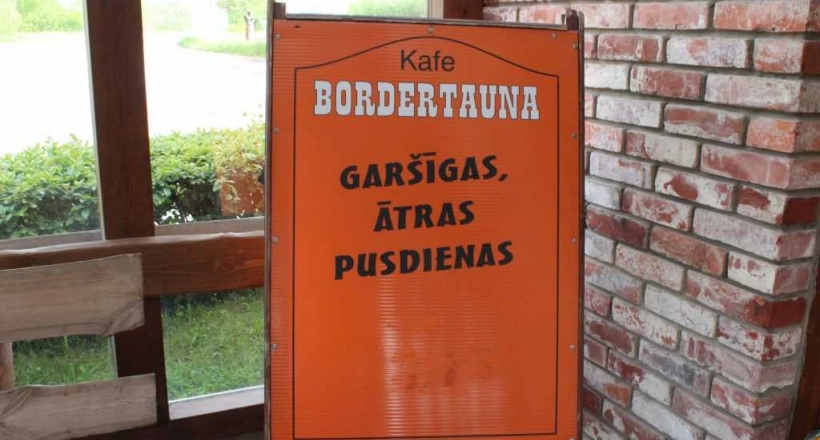 Kafe
BORDERTAUNA
GARŠĪGAS,
ĀTRAS
PUSDIENAS